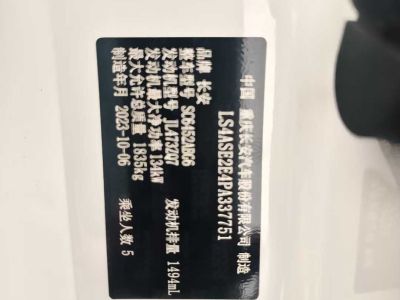 中国 重庆长安汽车股份有限公司 制造
LS4ASE2E4PA337751
品牌 长安
整车型号 SC6452ABG6
发动机型号 JL473ZQ7
发动机最大净功率 134kW 发动机排量 1494mL
最大允许总质量 1835kg
制造年月 2023-10-06 乘坐人数 5